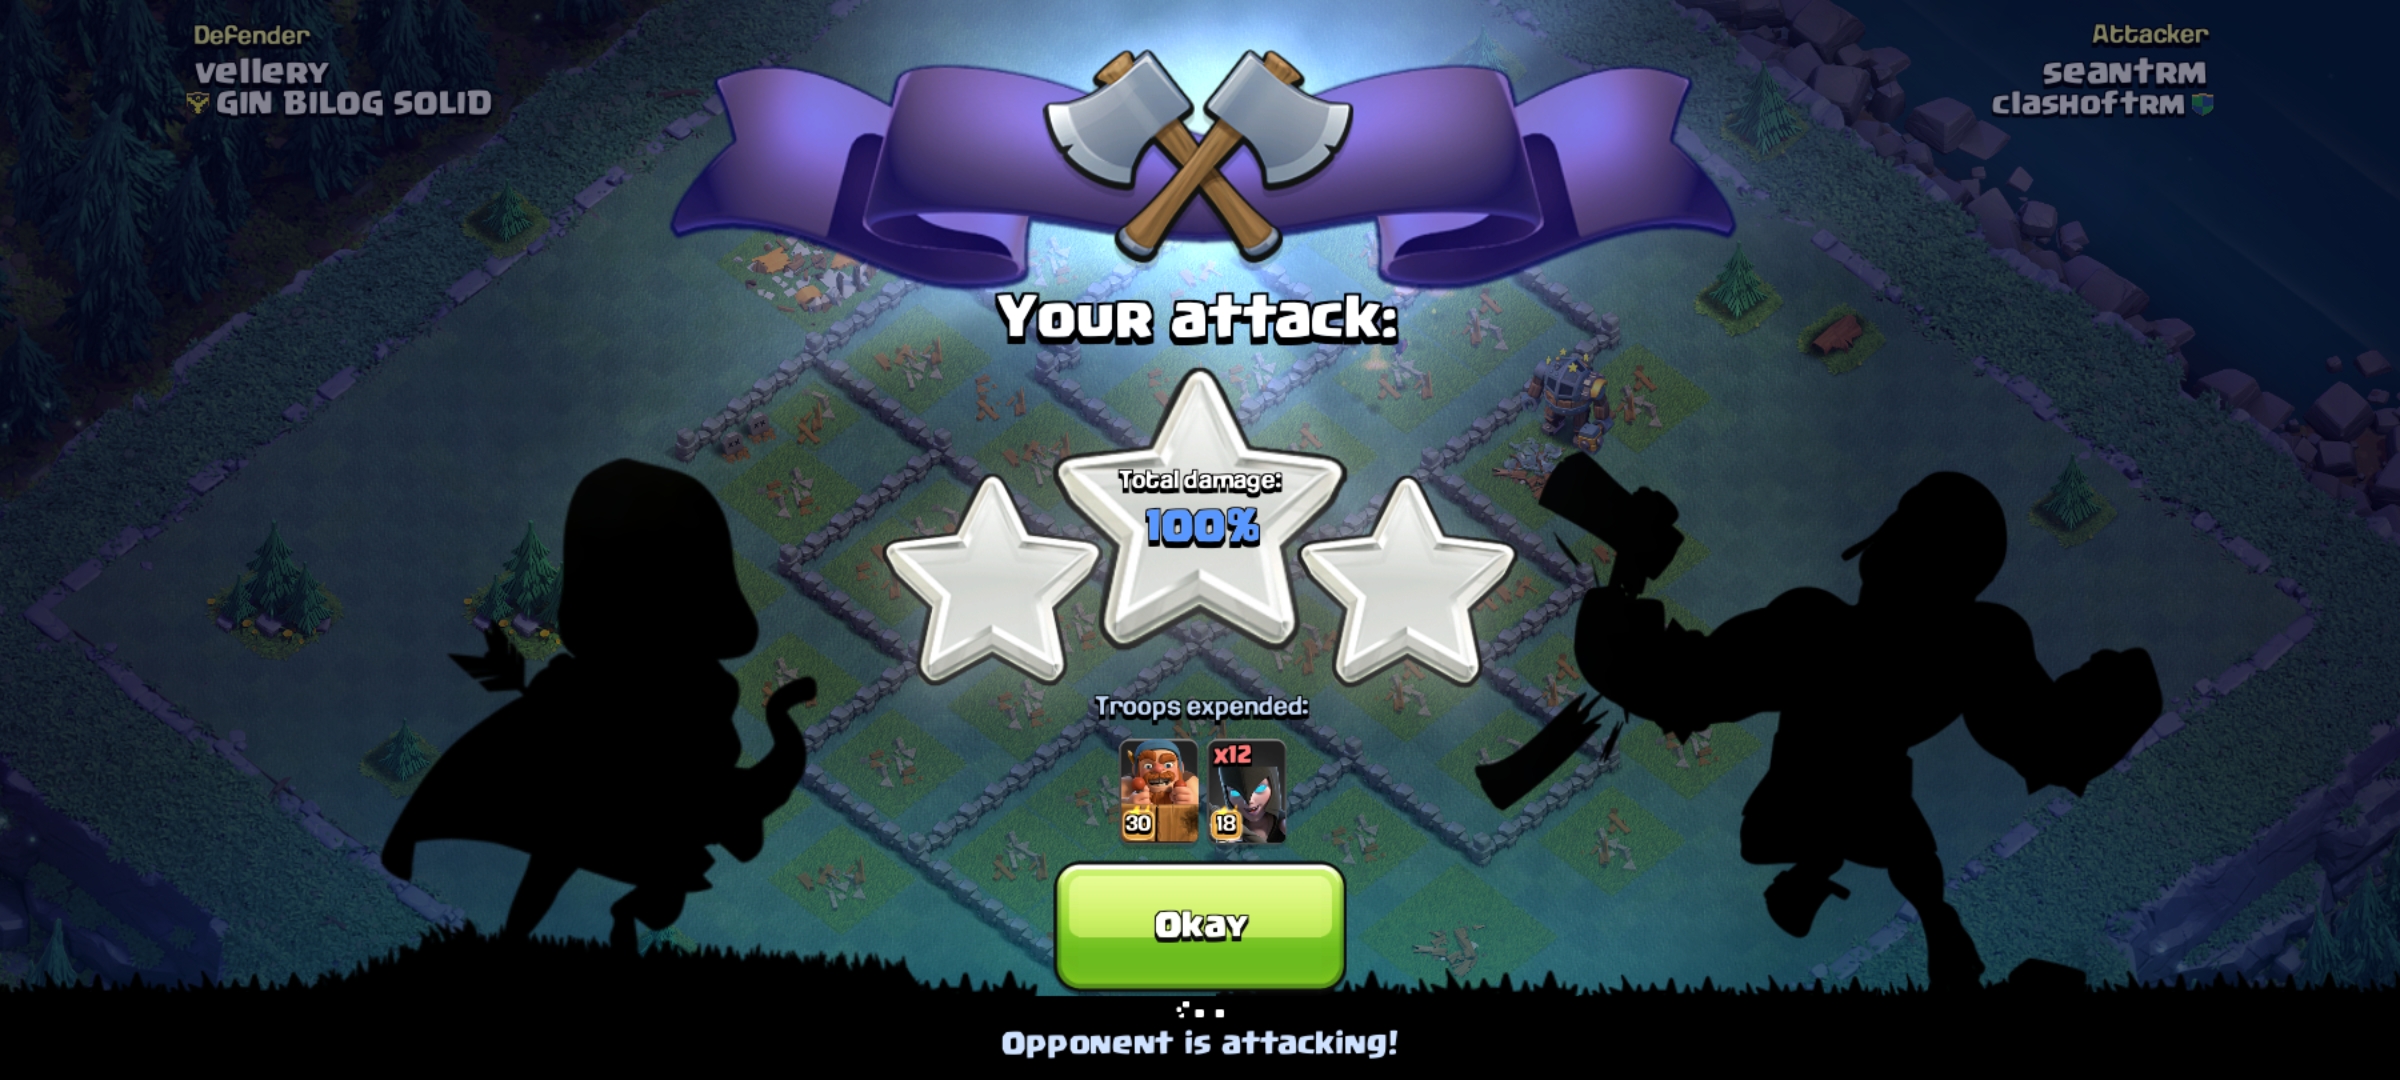 Defender
vellery
GIN BILOG SOLID
Attacker
seantrm
clashoftrm
Your attack:
Total damage:
100%
Troops expended:
x12
30
18
Okay
Opponent is attacking!